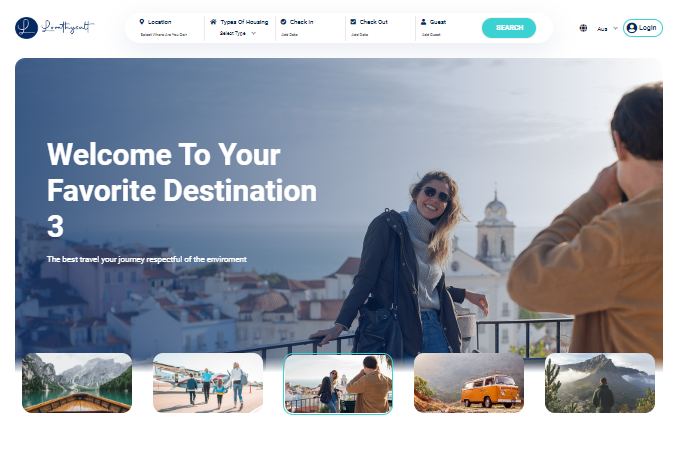 Location
Select Where Are You Goin
Types Of Housing
Select Type
Check In
Add Date
Check Out
Add Date
Guest
Add Guest
SEARCH
Aus
Login
Welcome To Your
Favorite Destination
3
The best travel your journey respectful of the enviroment